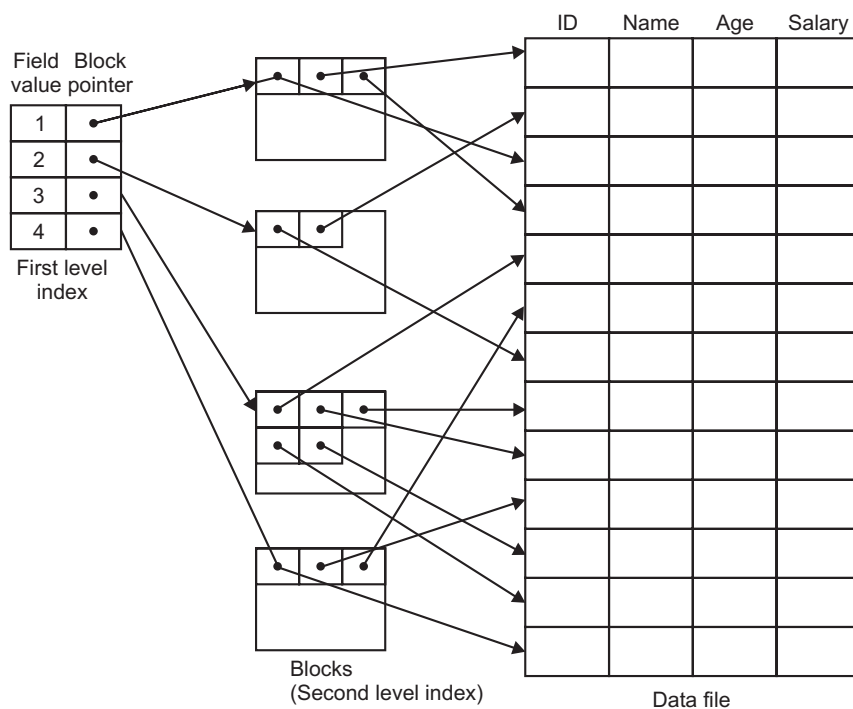 ID Name Age Salary
Field Block
value pointer
1
2
3
4
First level
index
Blocks
(Second level index)
Data file